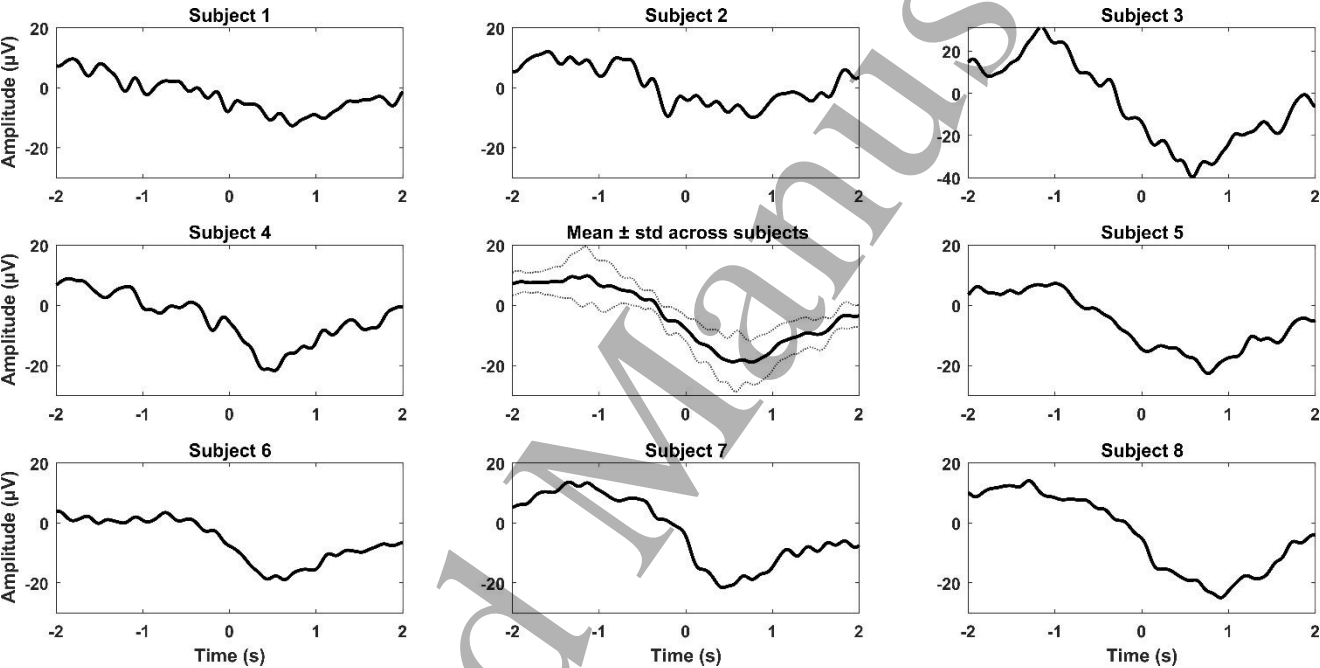 Subject 1
Subject 2
Subject 3
Amplitude (µV)
20
0
-20
-2 -1 0 1 2
20
0
-20
-2 -1 0 1 2
20
0
-20
-40
-2 -1 0 1 2
Subject 4
Mean ± std across subjects
Subject 5
Amplitude (µV)
20
0
-20
-2 -1 0 1 2
20
0
-20
-2 -1 0 1 2
20
0
-20
-2 -1 0 1 2
Subject 6
Subject 7
Subject 8
Amplitude (µV)
20
0
-20
-2 -1 0 1 2
Time (s)
20
0
-20
-2 -1 0 1 2
Time (s)
20
0
-20
-2 -1 0 1 2
Time (s)
d Manus